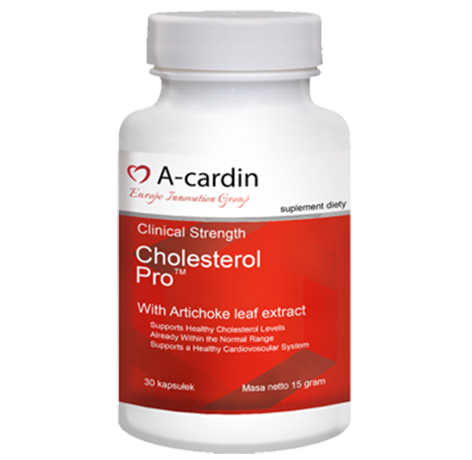 A-cardin
Europe Innovation Group
suplement diety
Clinical Strength
Cholesterol
Pro™
With Artichoke leaf extract
Supports Healthy Cholesterol Levels
Already Within the Normal Range
Supports a Healthy Cardiovosculor System
30 kapsułek
Masa netto 15 gram